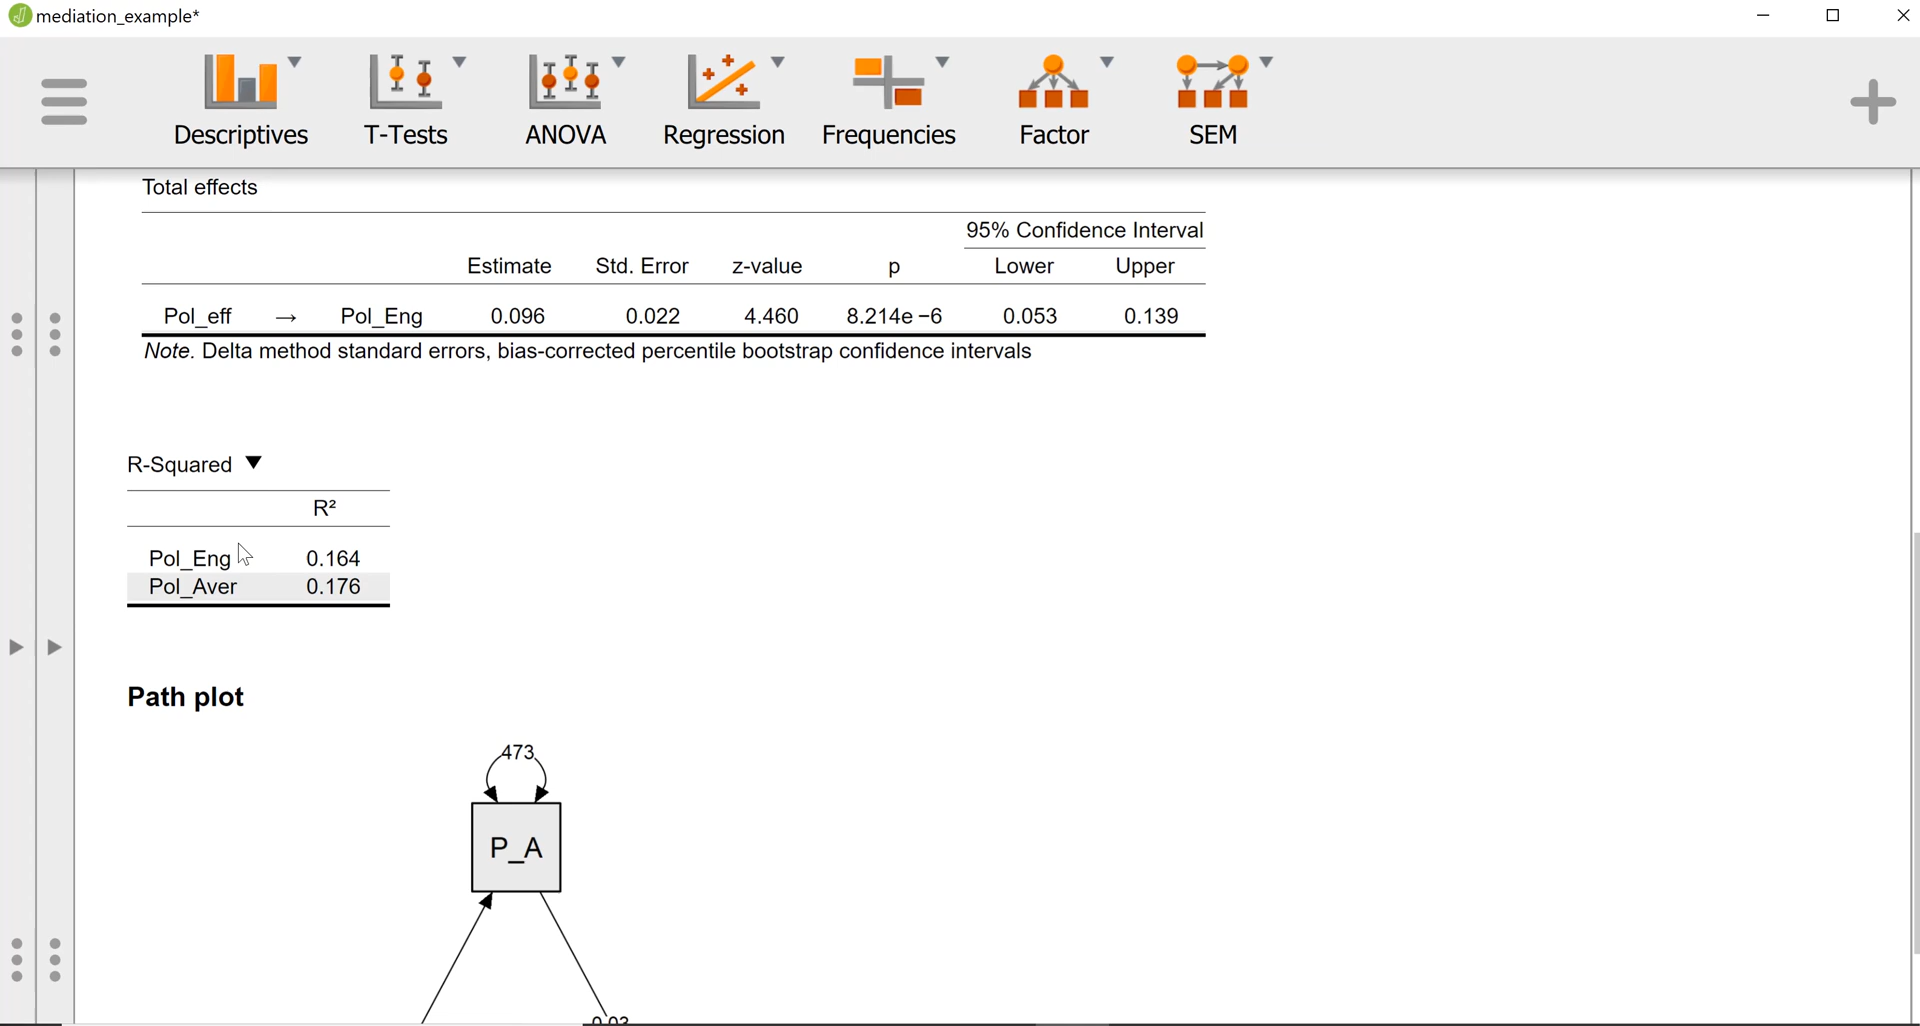 mediation_example*
Descriptives T-Tests ANOVA Regression Frequencies Factor SEM
Total effects
95% Confidence Interval
Estimate Std. Error z-value p Lower Upper
Pol_eff → Pol_Eng 0.096 0.022 4.460 8.214e −6 0.053 0.139
Note. Delta method standard errors, bias-corrected percentile bootstrap confidence intervals
R-Squared ▼
R²
Pol_Eng 0.164
Pol_Aver 0.176
Path plot
473
P_A